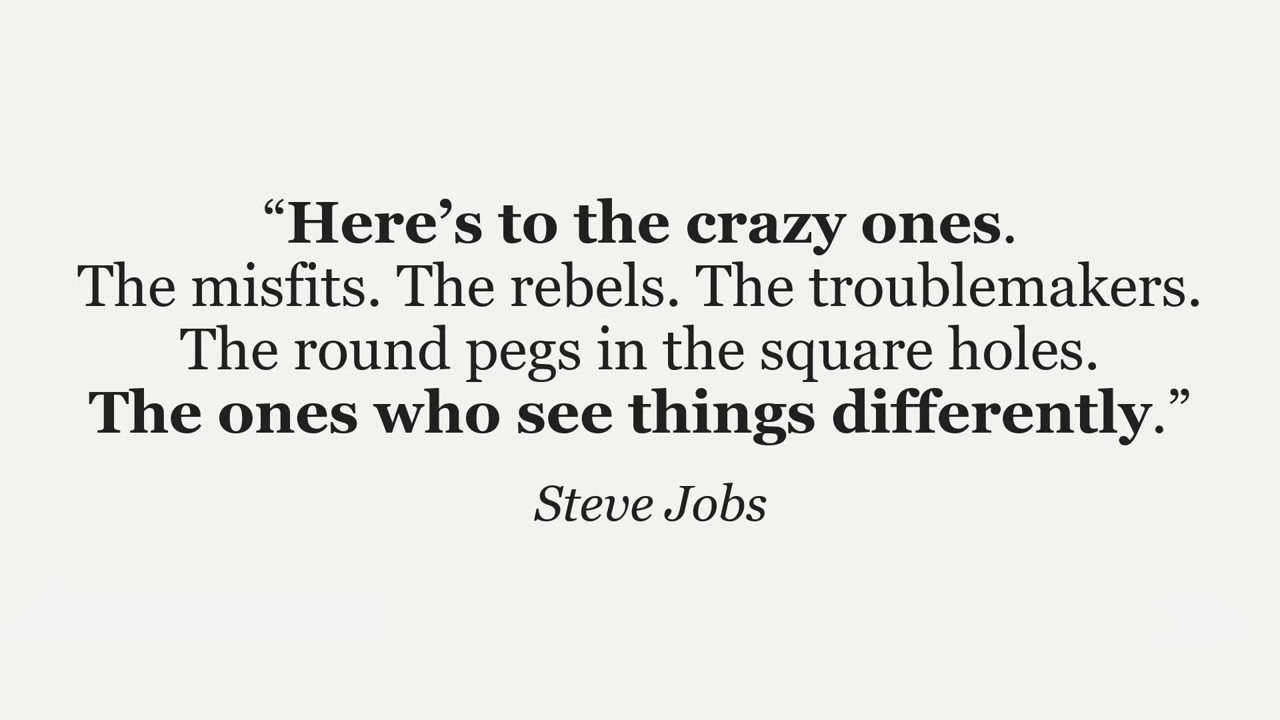 “Here’s to the crazy ones.
The misfits. The rebels. The troublemakers.
The round pegs in the square holes.
The ones who see things differently.”
Steve Jobs